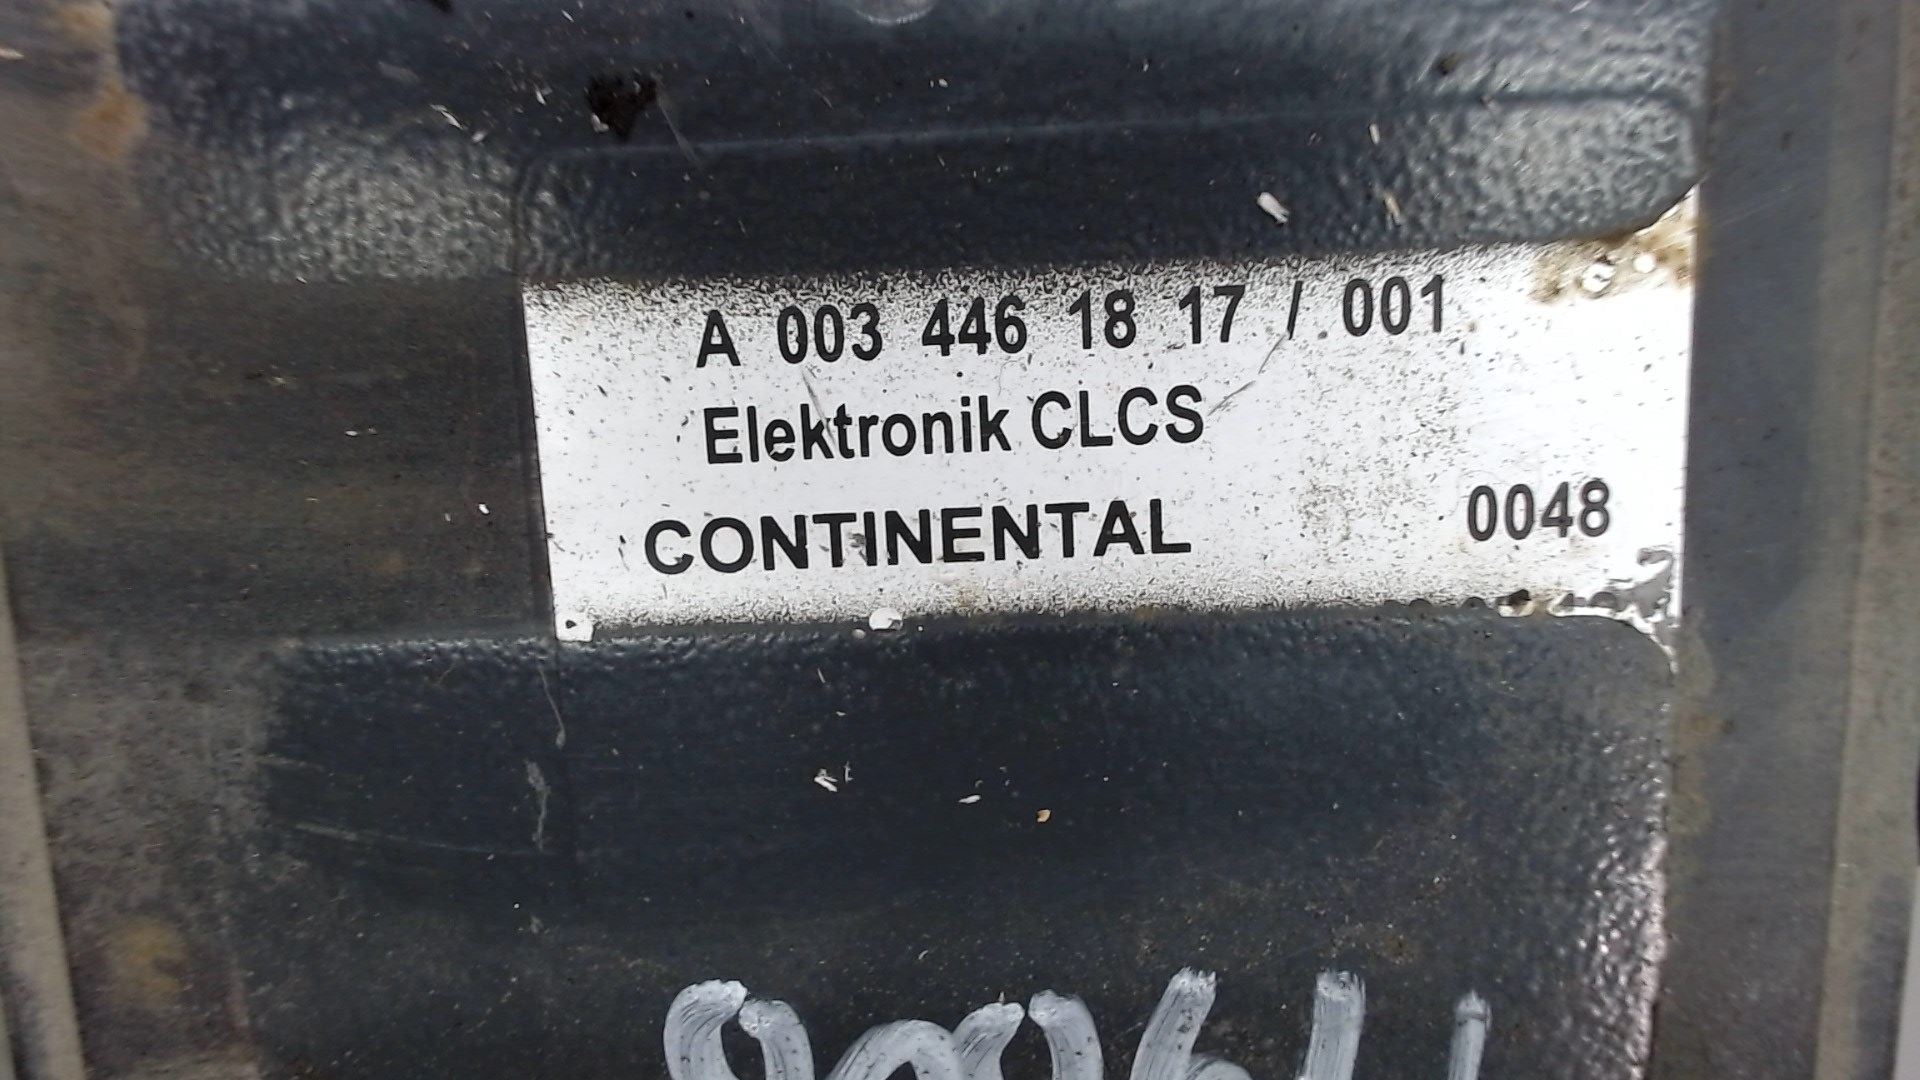 A 003 446 18 17 / 001
Elektronik CLCS
CONTINENTAL 0048